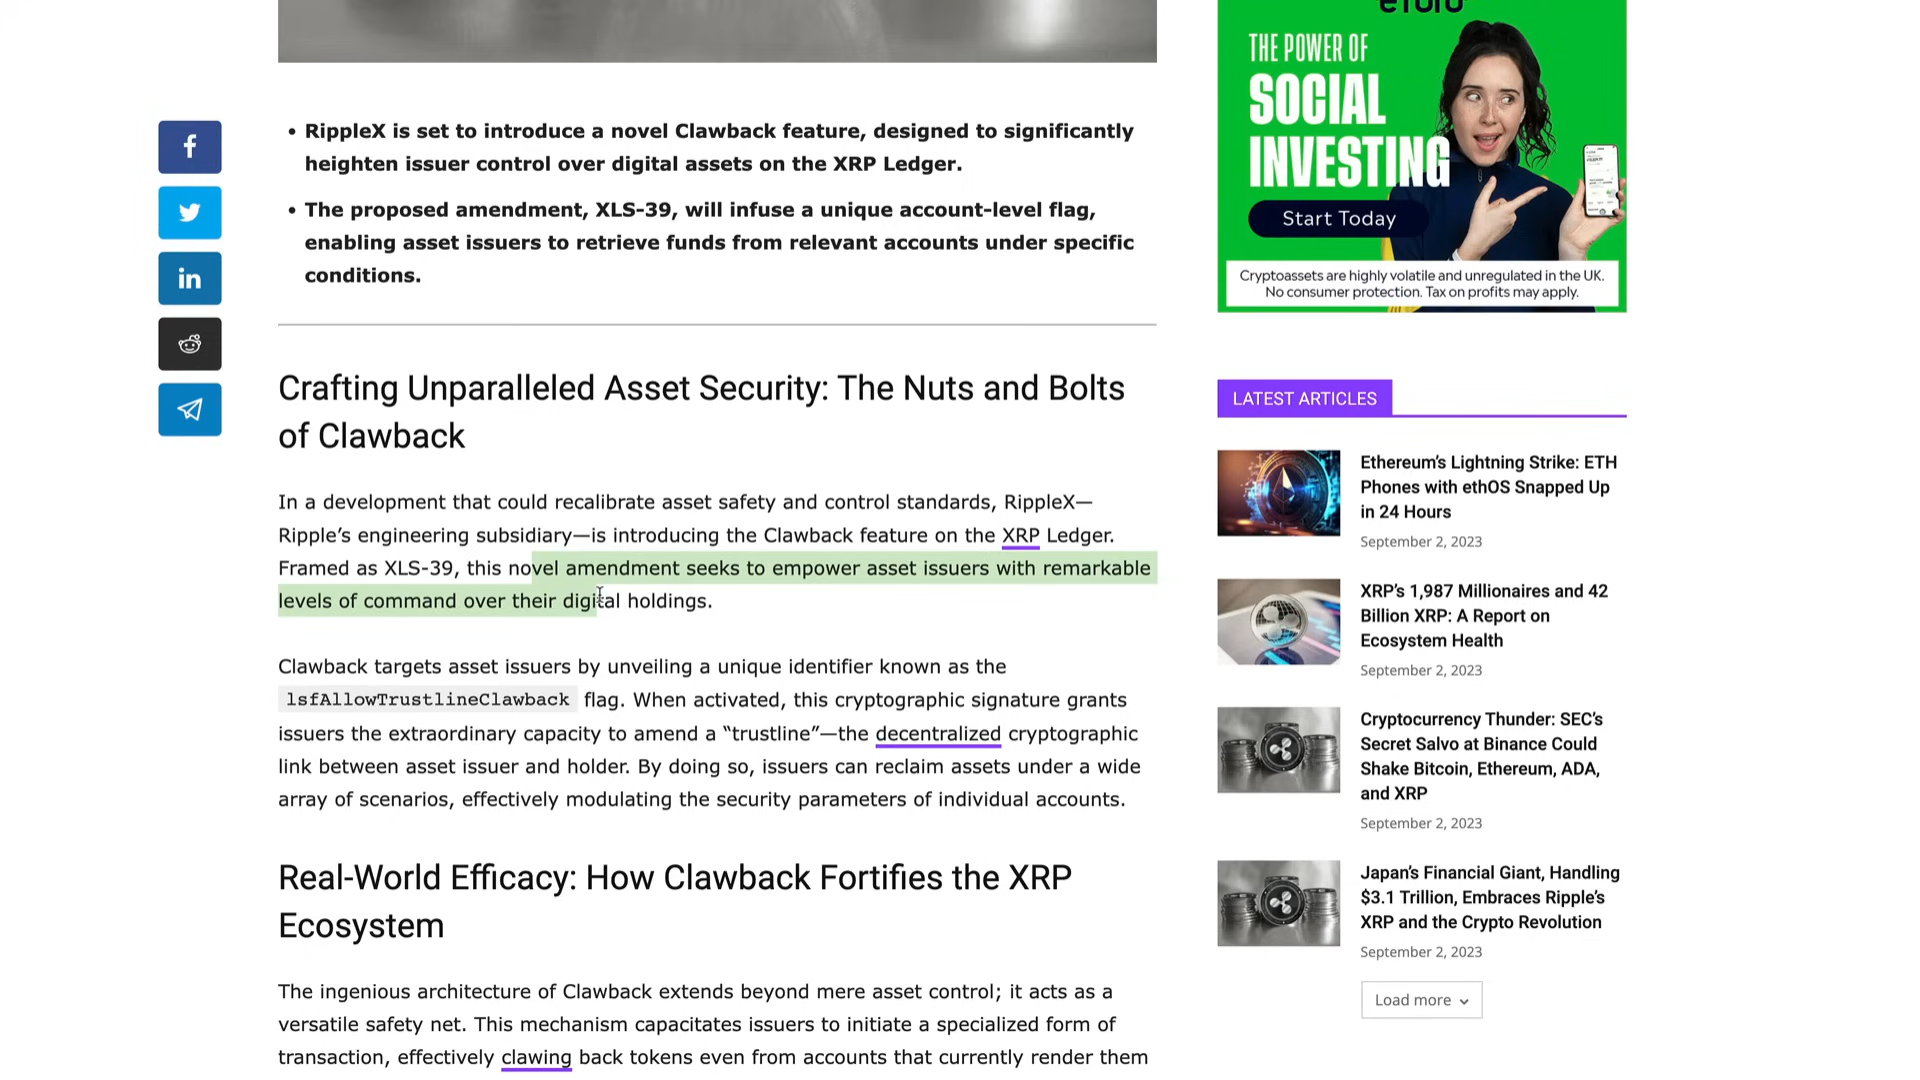 • RippleX is set to introduce a novel Clawback feature, designed to significantly
heighten issuer control over digital assets on the XRP Ledger.
• The proposed amendment, XLS-39, will infuse a unique account-level flag,
enabling asset issuers to retrieve funds from relevant accounts under specific
conditions.
Crafting Unparalleled Asset Security: The Nuts and Bolts
of Clawback
In a development that could recalibrate asset safety and control standards, RippleX—
Ripple’s engineering subsidiary—is introducing the Clawback feature on the XRP Ledger.
Framed as XLS-39, this novel amendment seeks to empower asset issuers with remarkable
levels of command over their digital holdings.
Clawback targets asset issuers by unveiling a unique identifier known as the
lsfAllowTrustlineClawback flag. When activated, this cryptographic signature grants
issuers the extraordinary capacity to amend a “trustline”—the decentralized cryptographic
link between asset issuer and holder. By doing so, issuers can reclaim assets under a wide
array of scenarios, effectively modulating the security parameters of individual accounts.
Real-World Efficacy: How Clawback Fortifies the XRP
Ecosystem
The ingenious architecture of Clawback extends beyond mere asset control; it acts as a
versatile safety net. This mechanism capacitates issuers to initiate a specialized form of
transaction, effectively clawing back tokens even from accounts that currently render them
eToro
THE POWER OF
SOCIAL
INVESTING
Start Today
Cryptoassets are highly volatile and unregulated in the UK.
No consumer protection. Tax on profits may apply.
LATEST ARTICLES
Ethereum’s Lightning Strike: ETH
Phones with ethOS Snapped Up
in 24 Hours
September 2, 2023
XRP’s 1,987 Millionaires and 42
Billion XRP: A Report on
Ecosystem Health
September 2, 2023
Cryptocurrency Thunder: SEC’s
Secret Salvo at Binance Could
Shake Bitcoin, Ethereum, ADA,
and XRP
September 2, 2023
Japan’s Financial Giant, Handling
$3.1 Trillion, Embraces Ripple’s
XRP and the Crypto Revolution
September 2, 2023
Load more